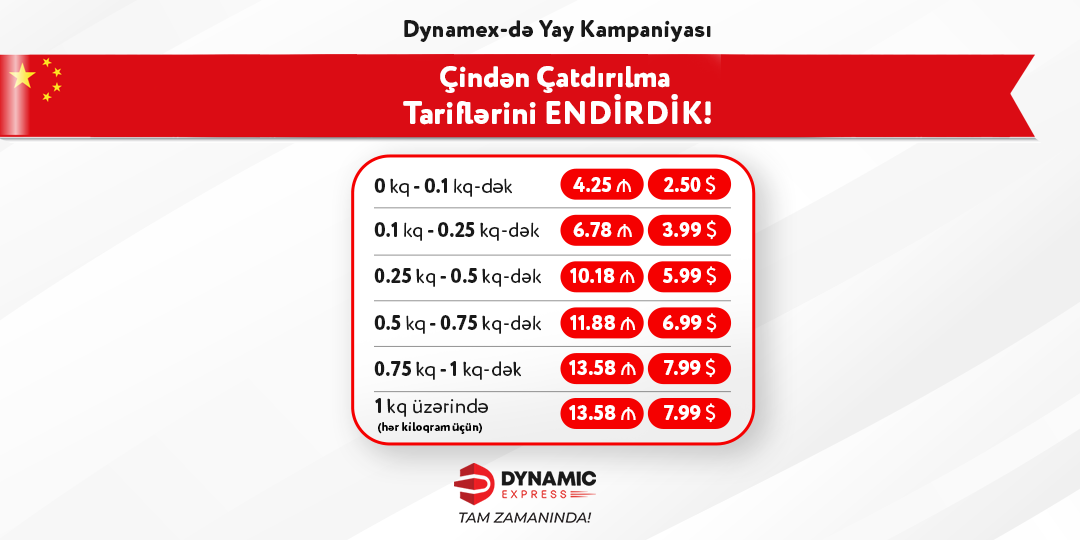 Dynamex-də Yay Kampaniyası
Çindən Çatdırılma
Tariflərini ENDİRDİK!
0 kq - 0.1 kq-dək 4.25 ₼ 2.50 $
0.1 kq - 0.25 kq-dək 6.78 ₼ 3.99 $
0.25 kq - 0.5 kq-dək 10.18 ₼ 5.99 $
0.5 kq - 0.75 kq-dək 11.88 ₼ 6.99 $
0.75 kq - 1 kq-dək 13.58 ₼ 7.99 $
1 kq üzərində 13.58 ₼ 7.99 $
(hər kiloqram üçün)
DYNAMIC
EXPRESS
TAM ZAMANINDA!